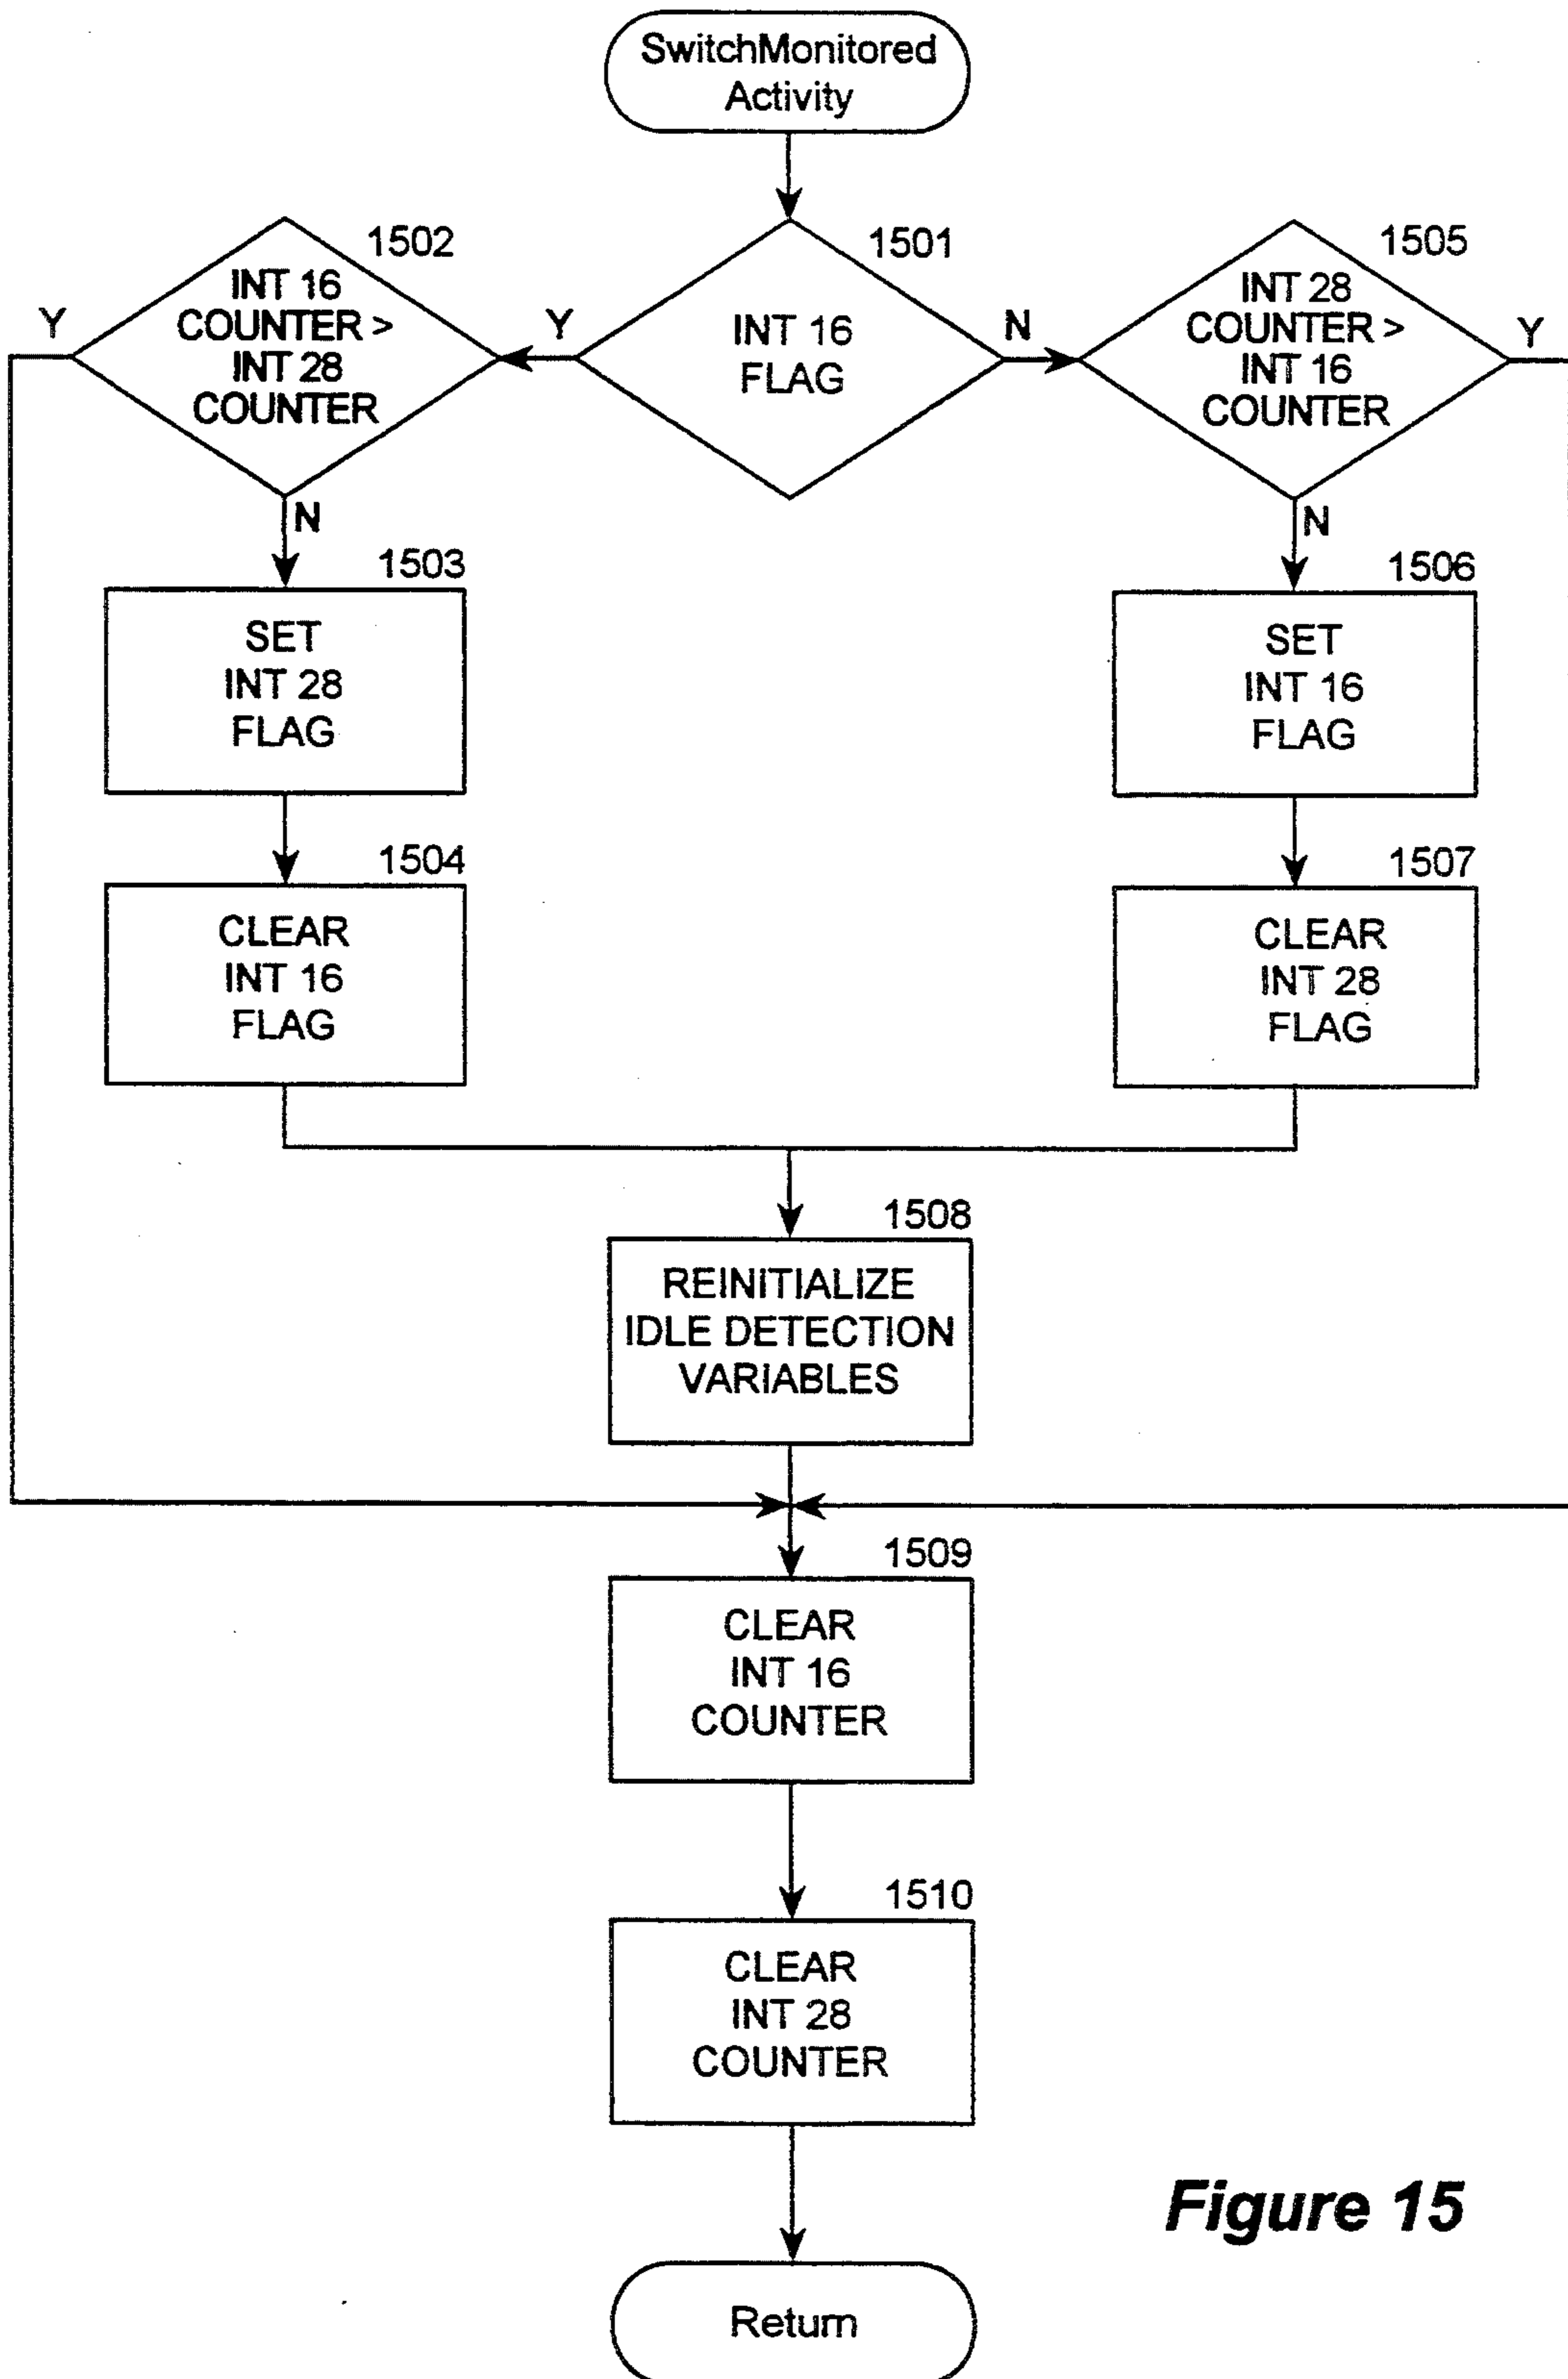 SwitchMonitored
Activity
1502
INT 16
COUNTER >
INT 28
COUNTER
Y
Y
1501
INT 16
FLAG
N
1505
INT 28
COUNTER >
INT 16
COUNTER
Y
N
N
1503
SET
INT 28
FLAG
1506
SET
INT 16
FLAG
1504
CLEAR
INT 16
FLAG
1507
CLEAR
INT 28
FLAG
1508
REINITIALIZE
IDLE DETECTION
VARIABLES
1509
CLEAR
INT 16
COUNTER
1510
CLEAR
INT 28
COUNTER
Figure 15
Return